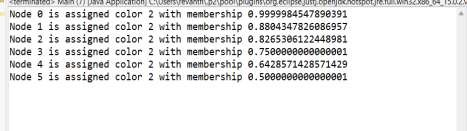 <terminated> Main (7) [Java Application] C:\Users\revanth\.p2\pool\plugins\org.eclipse.justj.openjdk.hotspot.jre.full.win32.x86_64_15.0.2.v
Node 0 is assigned color 2 with membership 0.9999984547890391
Node 1 is assigned color 2 with membership 0.8804347826086957
Node 2 is assigned color 2 with membership 0.8265306122448981
Node 3 is assigned color 2 with membership 0.7500000000000001
Node 4 is assigned color 2 with membership 0.6428571428571429
Node 5 is assigned color 2 with membership 0.5000000000000001